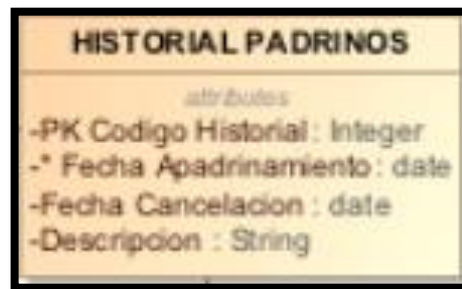 HISTORIAL PADRINOS
attributes
-PK Codigo Historial : Integer
-* Fecha Apadrinamiento : date
-Fecha Cancelacion : date
-Descripcion : String